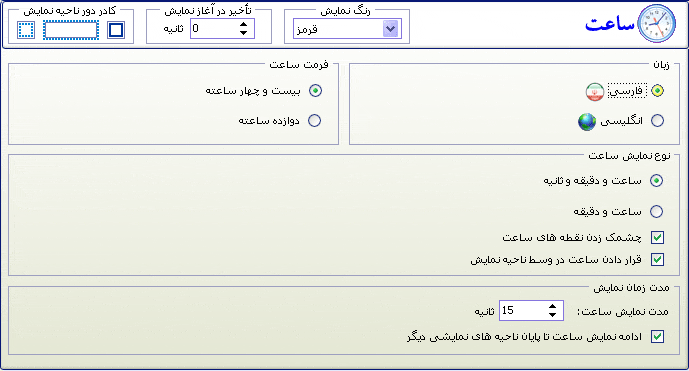 ساعت
رنگ نمایش
قرمز
تأخیر در آغاز نمایش
0 ثانیه
کادر دور ناحیه نمایش
زبان
فارسی
انگلیسی
فرمت ساعت
بیست و چهار ساعته
دوازده ساعته
نوع نمایش ساعت
ساعت و دقیقه و ثانیه
ساعت و دقیقه
چشمک زدن نقطه های ساعت
قرار دادن ساعت در وسط ناحیه نمایش
مدت زمان نمایش
مدت نمایش ساعت: 15 ثانیه
ادامه نمایش ساعت تا پایان ناحیه های نمایشی دیگر